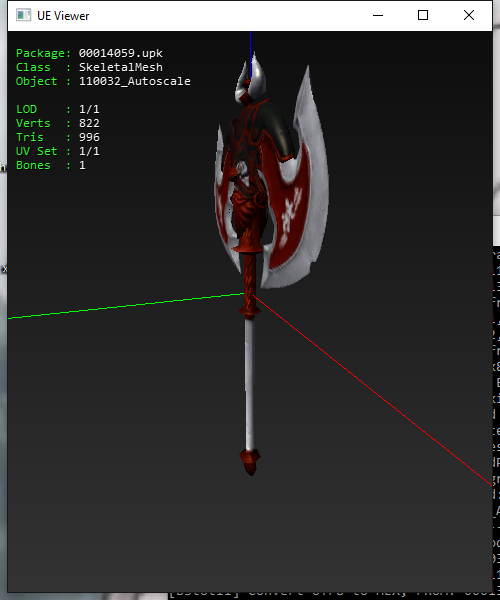 UE Viewer
Package: 00014059.upk
Class  : SkeletalMesh
Object : 110032_Autoscale
LOD    : 1/1
Verts  : 822
Tris   : 996
UV Set : 1/1
Bones  : 1